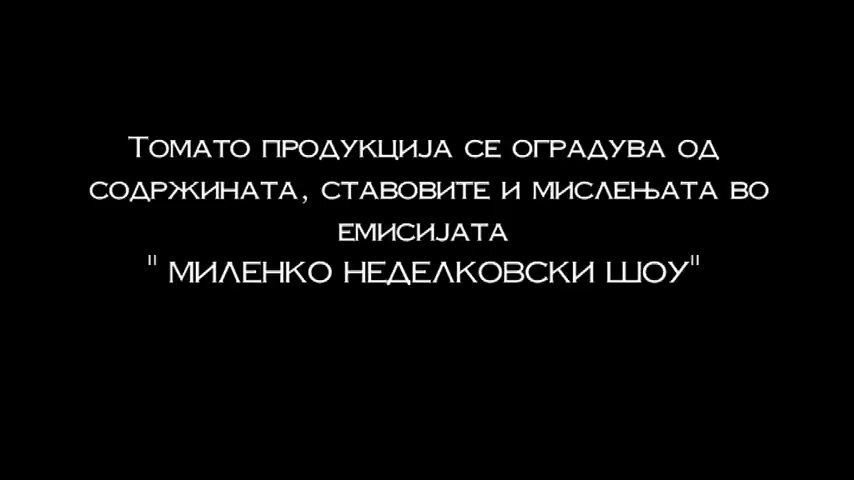 Томато продукција се оградува од
содржината, ставовите и мислењата во
емисијата
" МИЛЕНКО НЕДЕЛКОВСКИ ШОУ"